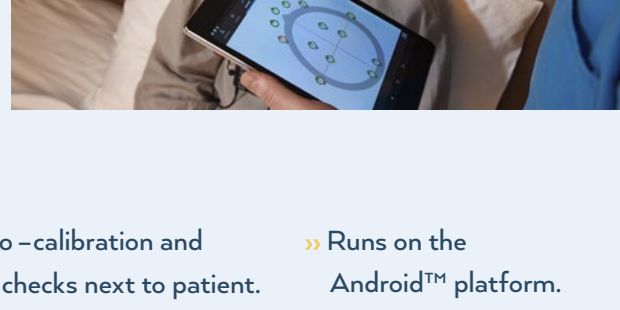 o –calibration and
checks next to patient.
›› Runs on the
Android™ platform.